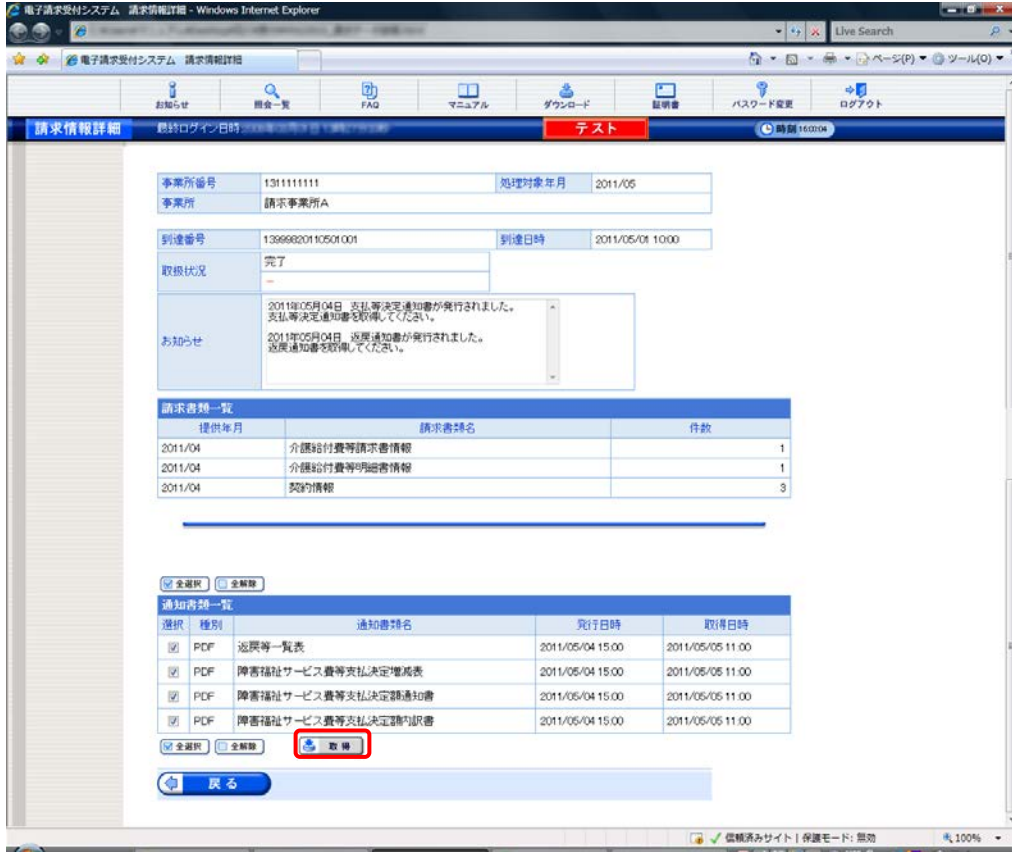 電子請求受付システム 請求情報詳細 - Windows Internet Explorer
Live Search
電子請求受付システム 請求情報詳細
ページ(P) ツール(O)
お知らせ 照会一覧 FAQ マニュアル ダウンロード 証明書 パスワード変更 ログアウト
請求情報詳細 最終ログイン日時 テスト 時刻 16:00:04
事業所番号 1311111111 処理対象年月 2011/05
事業所 請求事業所A
到達番号 13999820110501001 到達日時 2011/05/01 10:00
取扱状況 完了
－
お知らせ
2011年05月04日 支払等決定通知書が発行されました。
支払等決定通知書を取得してください。
2011年05月04日 返戻通知書が発行されました。
返戻通知書を取得してください。
請求書類一覧
提供年月 請求書類名 件数
2011/04 介護給付費等請求書情報 1
2011/04 介護給付費等明細書情報 1
2011/04 契約情報 3
全選択 全解除
通知書類一覧
選択 種別 通知書類名 発行日時 取得日時
PDF 返戻等一覧表 2011/05/04 15:00 2011/05/05 11:00
PDF 障害福祉サービス費等支払決定増減表 2011/05/04 15:00 2011/05/05 11:00
PDF 障害福祉サービス費等支払決定額通知書 2011/05/04 15:00 2011/05/05 11:00
PDF 障害福祉サービス費等支払決定額内訳書 2011/05/04 15:00 2011/05/05 11:00
全選択 全解除 取得
戻る
信頼済みサイト | 保護モード: 無効 100%